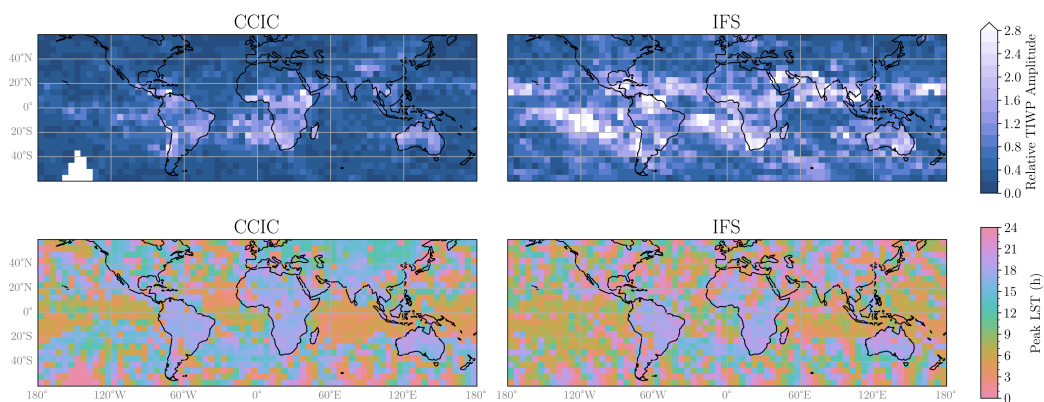 CCIC
IFS
40°N
20°N
0°
20°S
40°S
2.8
2.4
2.0
1.6
1.2
0.8
0.4
0.0
Relative TIWP Amplitude
CCIC
IFS
40°N
20°N
0°
20°S
40°S
180°
120°W
60°W
0°
60°E
120°E
180°
180°
120°W
60°W
0°
60°E
120°E
180°
24
21
18
15
12
9
6
3
0
Peak LST (h)